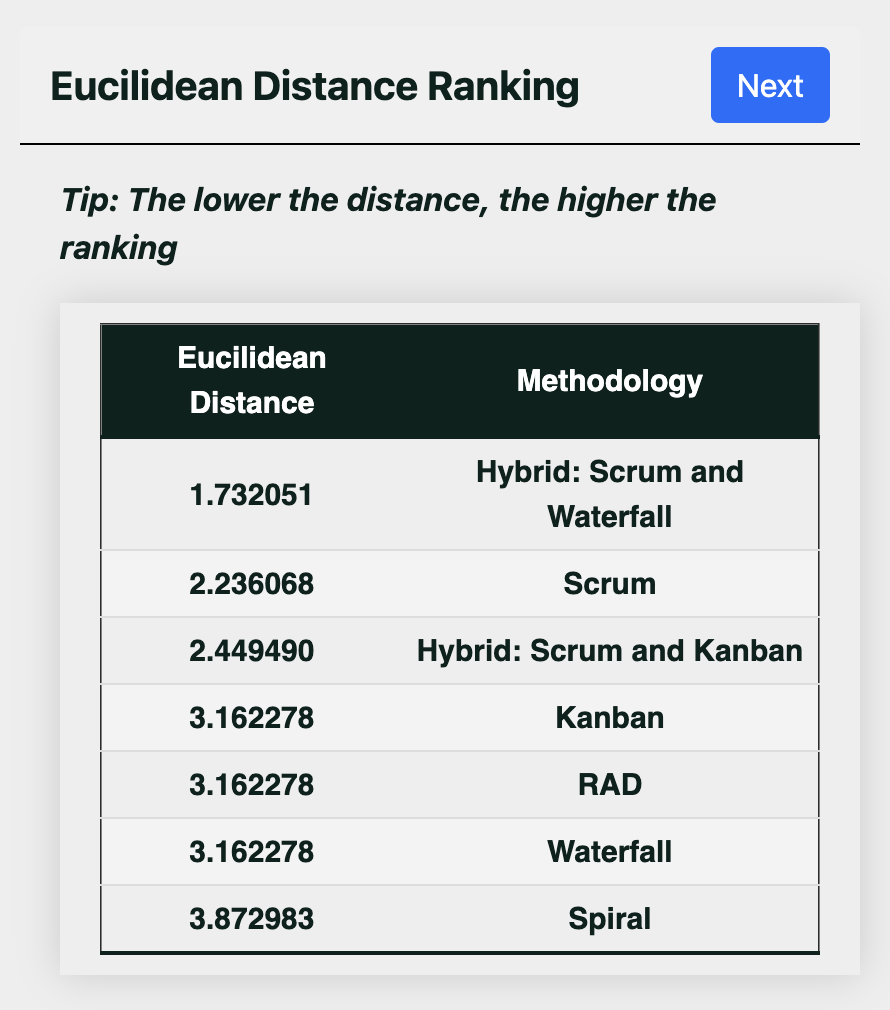 Eucilidean Distance Ranking
Next
Tip: The lower the distance, the higher the
ranking
Eucilidean
Distance
Methodology
1.732051
Hybrid: Scrum and
Waterfall
2.236068 Scrum
2.449490 Hybrid: Scrum and Kanban
3.162278 Kanban
3.162278 RAD
3.162278 Waterfall
3.872983 Spiral